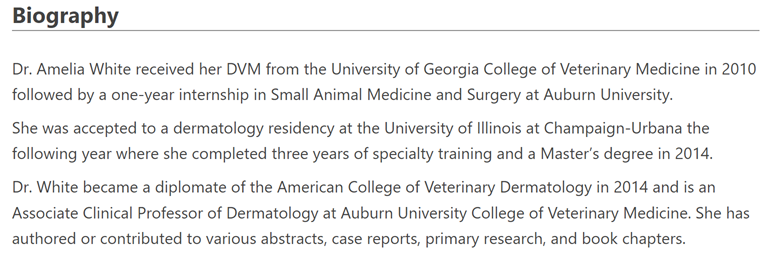 Biography
Dr. Amelia White received her DVM from the University of Georgia College of Veterinary Medicine in 2010
followed by a one-year internship in Small Animal Medicine and Surgery at Auburn University.
She was accepted to a dermatology residency at the University of Illinois at Champaign-Urbana the
following year where she completed three years of specialty training and a Master’s degree in 2014.
Dr. White became a diplomate of the American College of Veterinary Dermatology in 2014 and is an
Associate Clinical Professor of Dermatology at Auburn University College of Veterinary Medicine. She has
authored or contributed to various abstracts, case reports, primary research, and book chapters.